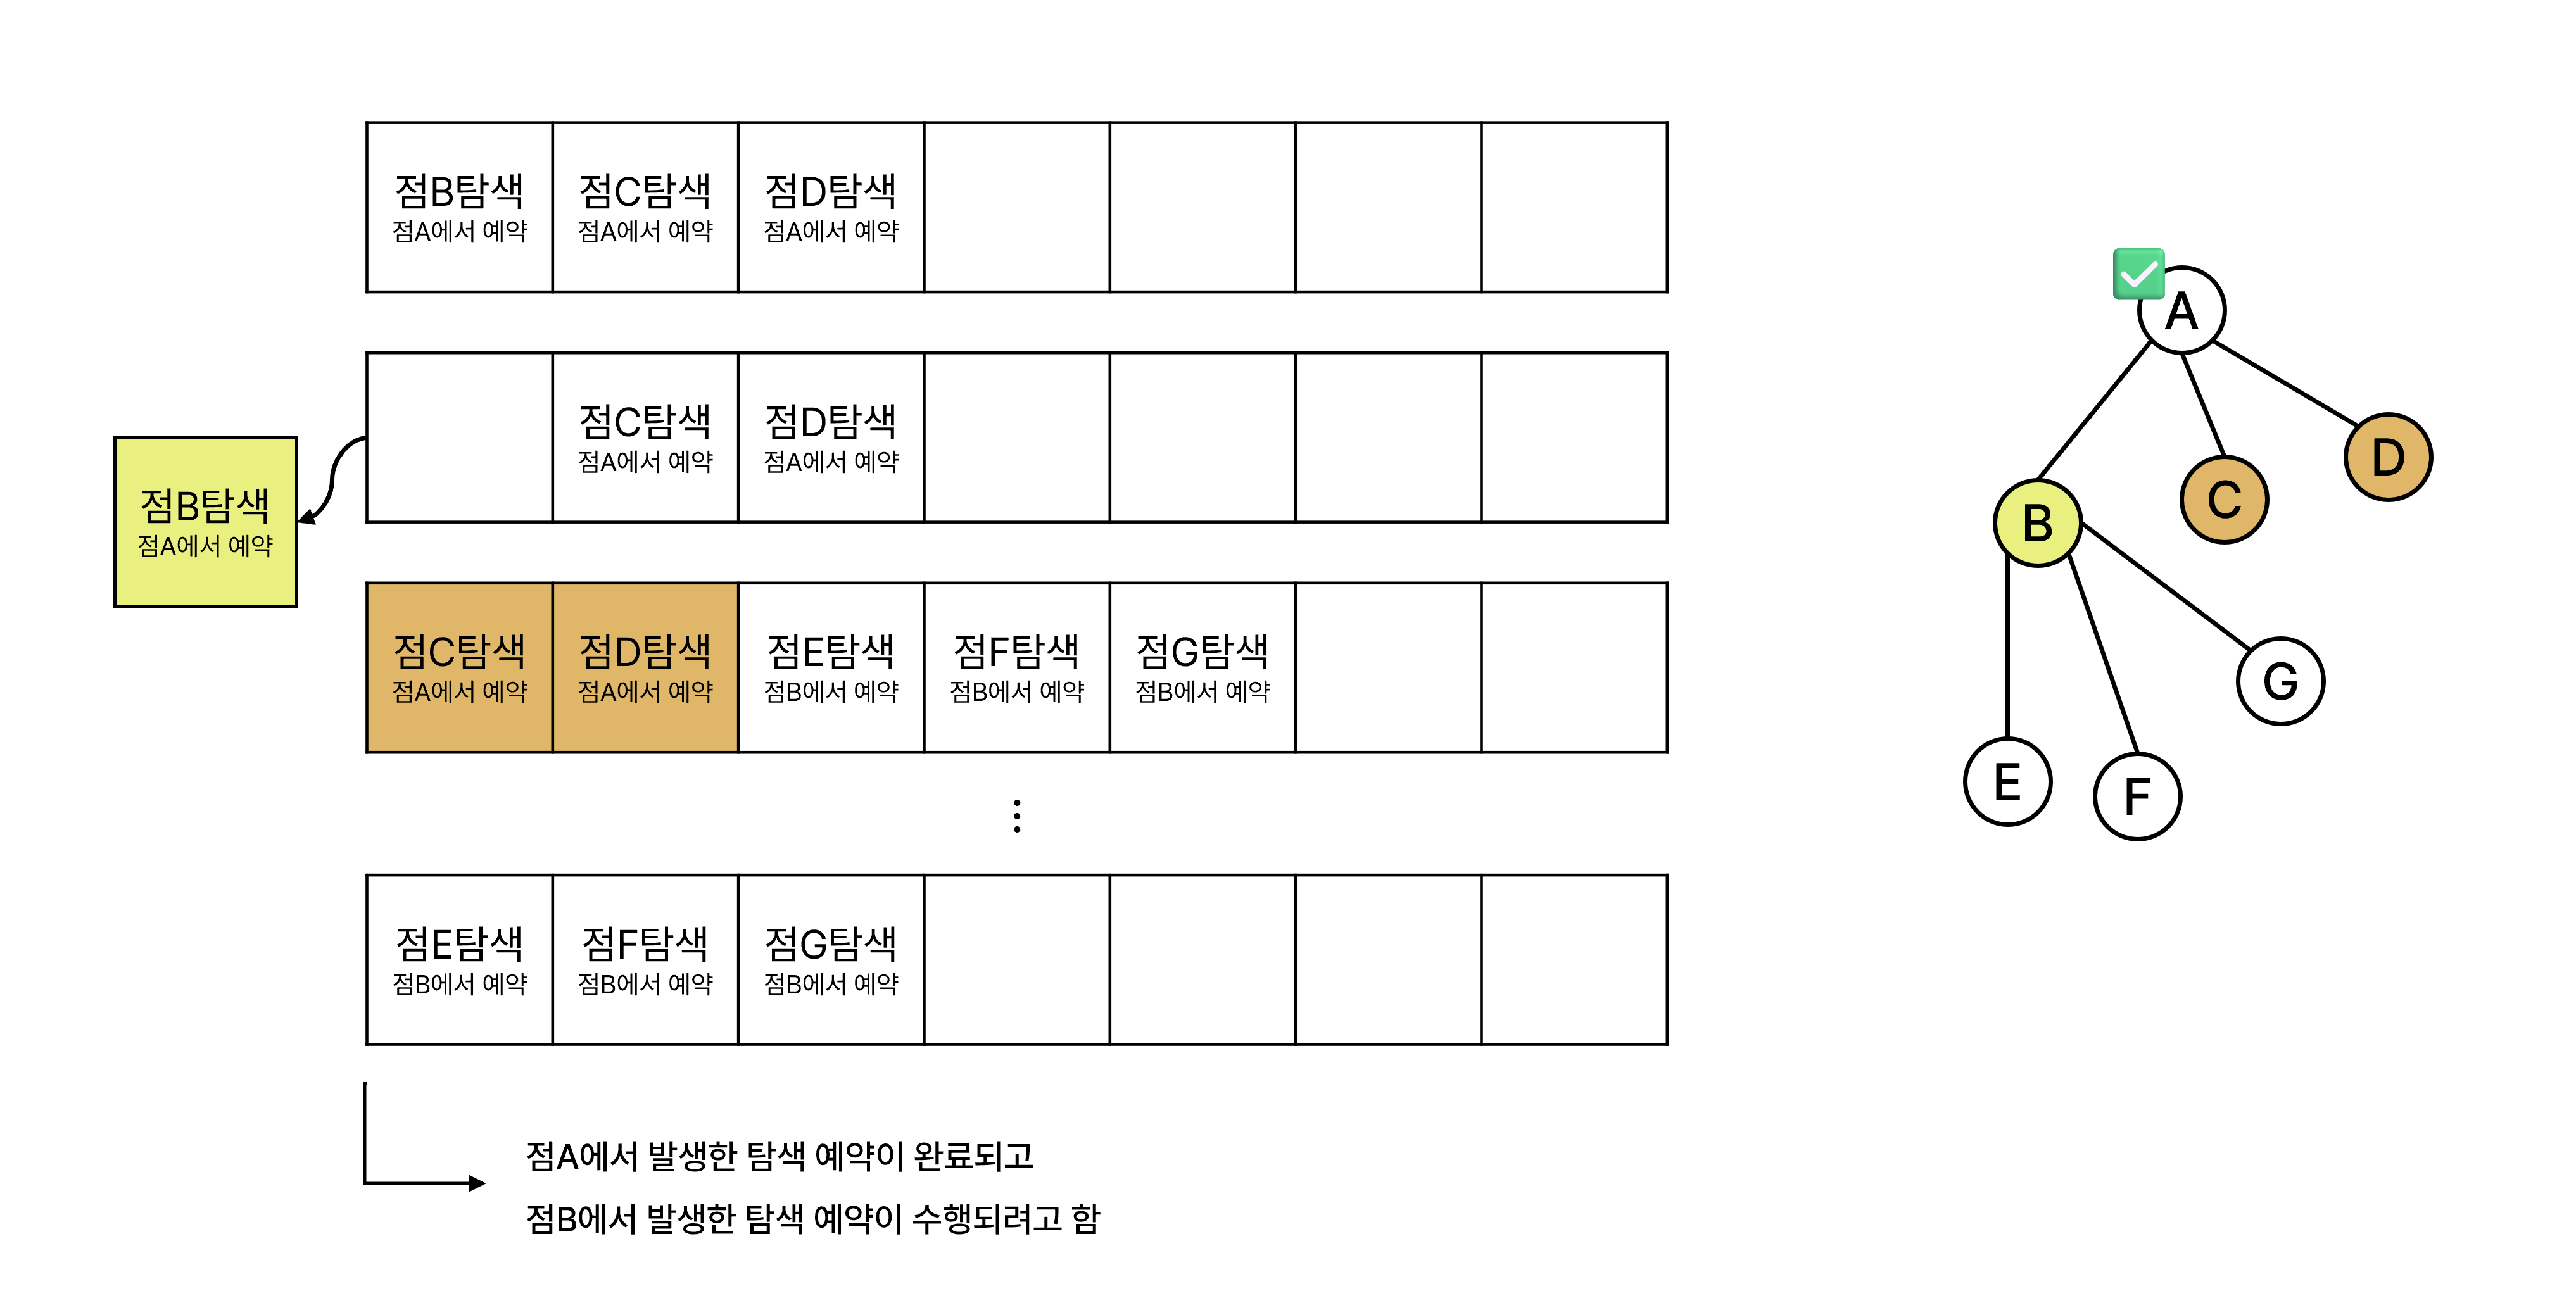 점B탐색
점A에서 예약
점C탐색
점A에서 예약
점D탐색
점A에서 예약
점B탐색
점A에서 예약
점C탐색
점A에서 예약
점D탐색
점A에서 예약
점C탐색
점A에서 예약
점D탐색
점A에서 예약
점E탐색
점B에서 예약
점F탐색
점B에서 예약
점G탐색
점B에서 예약
점E탐색
점B에서 예약
점F탐색
점B에서 예약
점G탐색
점B에서 예약
점A에서 발생한 탐색 예약이 완료되고
점B에서 발생한 탐색 예약이 수행되려고 함
A
B
C
D
E
F
G